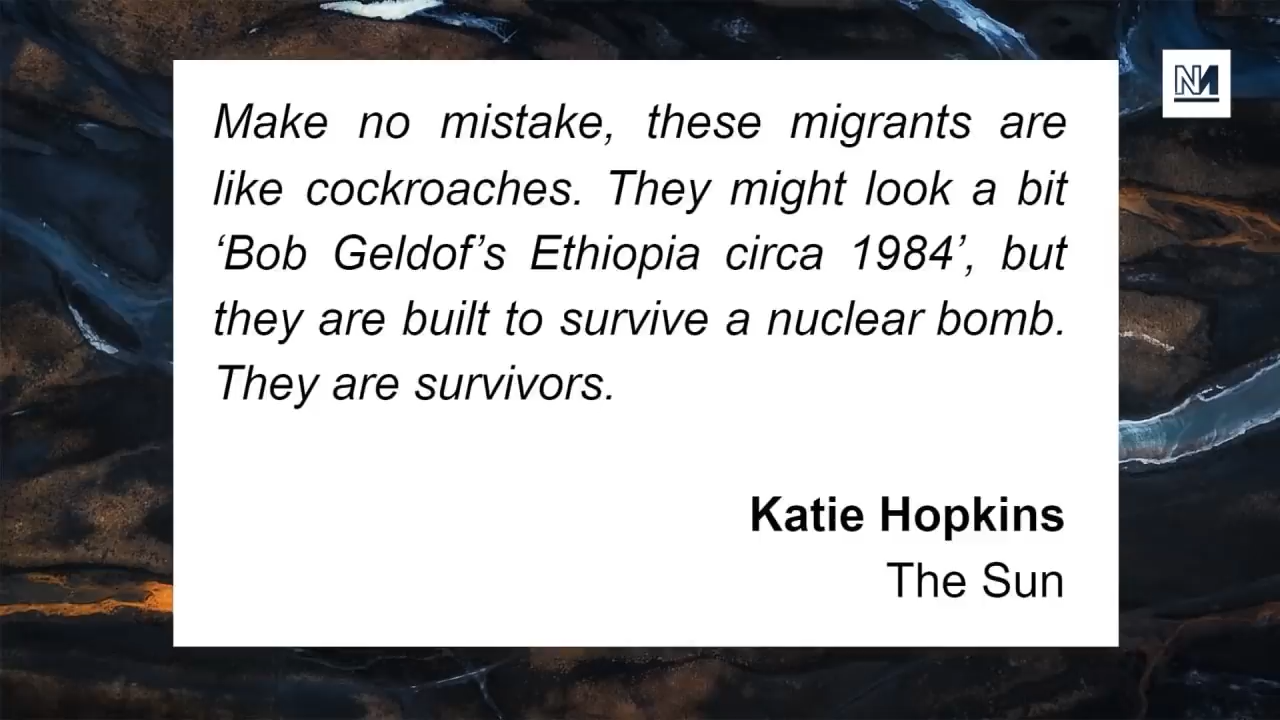 Make no mistake, these migrants are
like cockroaches. They might look a bit
‘Bob Geldof’s Ethiopia circa 1984’, but
they are built to survive a nuclear bomb.
They are survivors.
Katie Hopkins
The Sun
NM